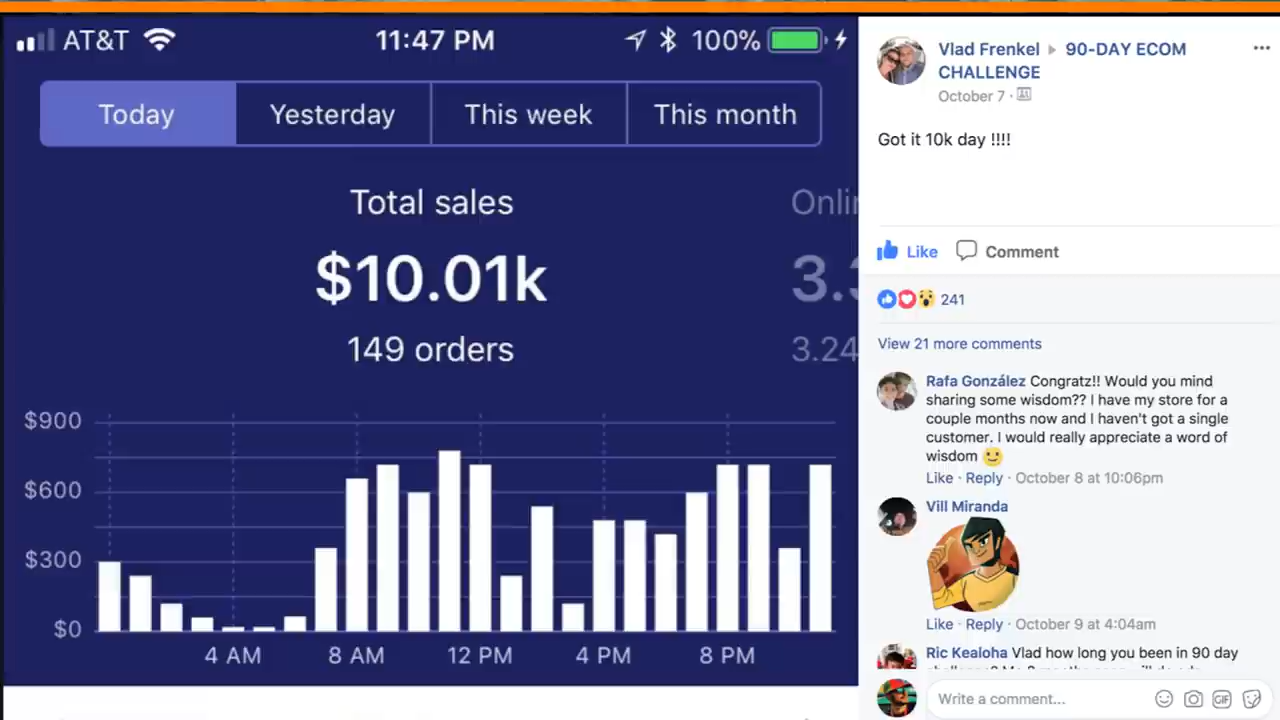 AT&T
11:47 PM
100%
Today
Yesterday
This week
This month
Total sales
$10.01k
149 orders
3.24
$900
$600
$300
$0
4 AM
8 AM
12 PM
4 PM
8 PM
Vlad Frenkel ▸ 90-DAY ECOM
CHALLENGE
October 7 ·
Got it 10k day !!!!
Like
Comment
241
View 21 more comments
Rafa González Congratz!! Would you mind
sharing some wisdom?? I have my store for a
couple months now and I haven't got a single
customer. I would really appreciate a word of
wisdom
Like · Reply · October 8 at 10:06pm
Vill Miranda
Like · Reply · October 9 at 4:04am
Ric Kealoha Vlad how long you been in 90 day
Write a comment...
GIF